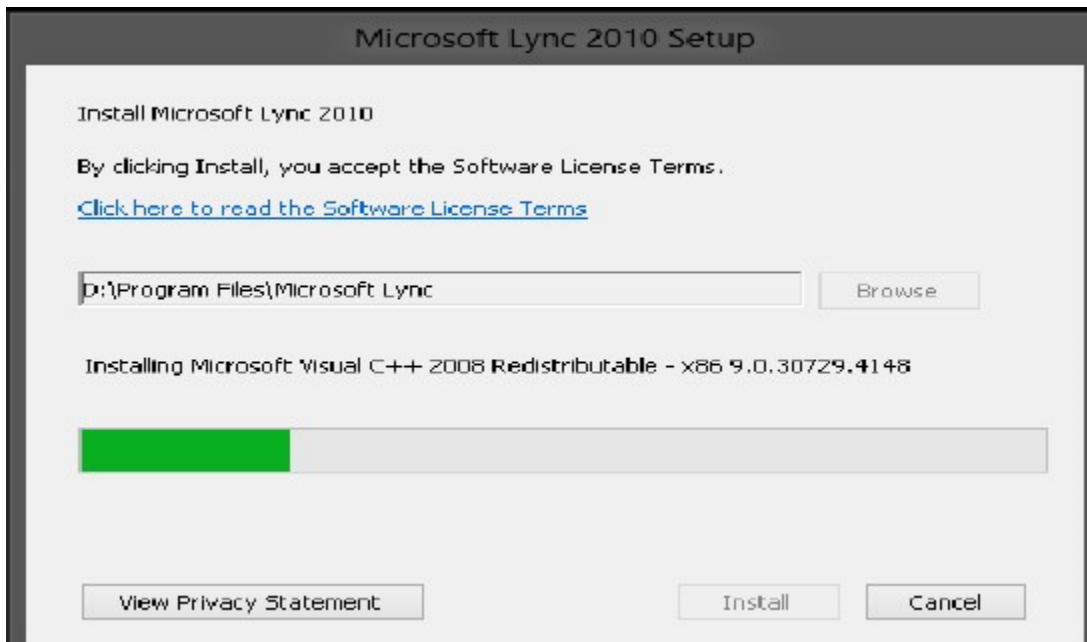 Microsoft Lync 2010 Setup
Install Microsoft Lync 2010
By clicking Install, you accept the Software License Terms.
Click here to read the Software License Terms
D:\Program Files\Microsoft Lync
Browse
Installing Microsoft Visual C++ 2008 Redistributable - x86 9.0.30729.4148
View Privacy Statement
Install
Cancel